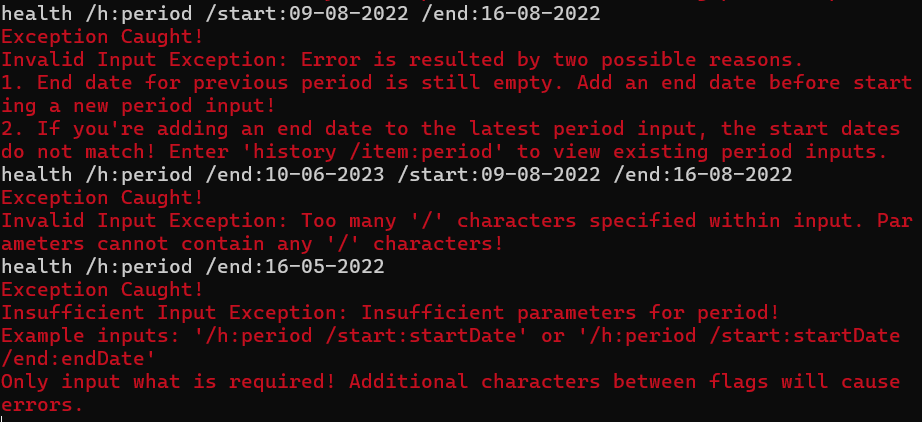 health /h:period /start:09-08-2022 /end:16-08-2022
Exception Caught!
Invalid Input Exception: Error is resulted by two possible reasons.
1. End date for previous period is still empty. Add an end date before start
ing a new period input!
2. If you're adding an end date to the latest period input, the start dates
do not match! Enter 'history /item:period' to view existing period inputs.
health /h:period /end:10-06-2023 /start:09-08-2022 /end:16-08-2022
Exception Caught!
Invalid Input Exception: Too many '/' characters specified within input. Par
ameters cannot contain any '/' characters!
health /h:period /end:16-05-2022
Exception Caught!
Insufficient Input Exception: Insufficient parameters for period!
Example inputs: '/h:period /start:startDate' or '/h:period /start:startDate
/end:endDate'
Only input what is required! Additional characters between flags will cause
errors.